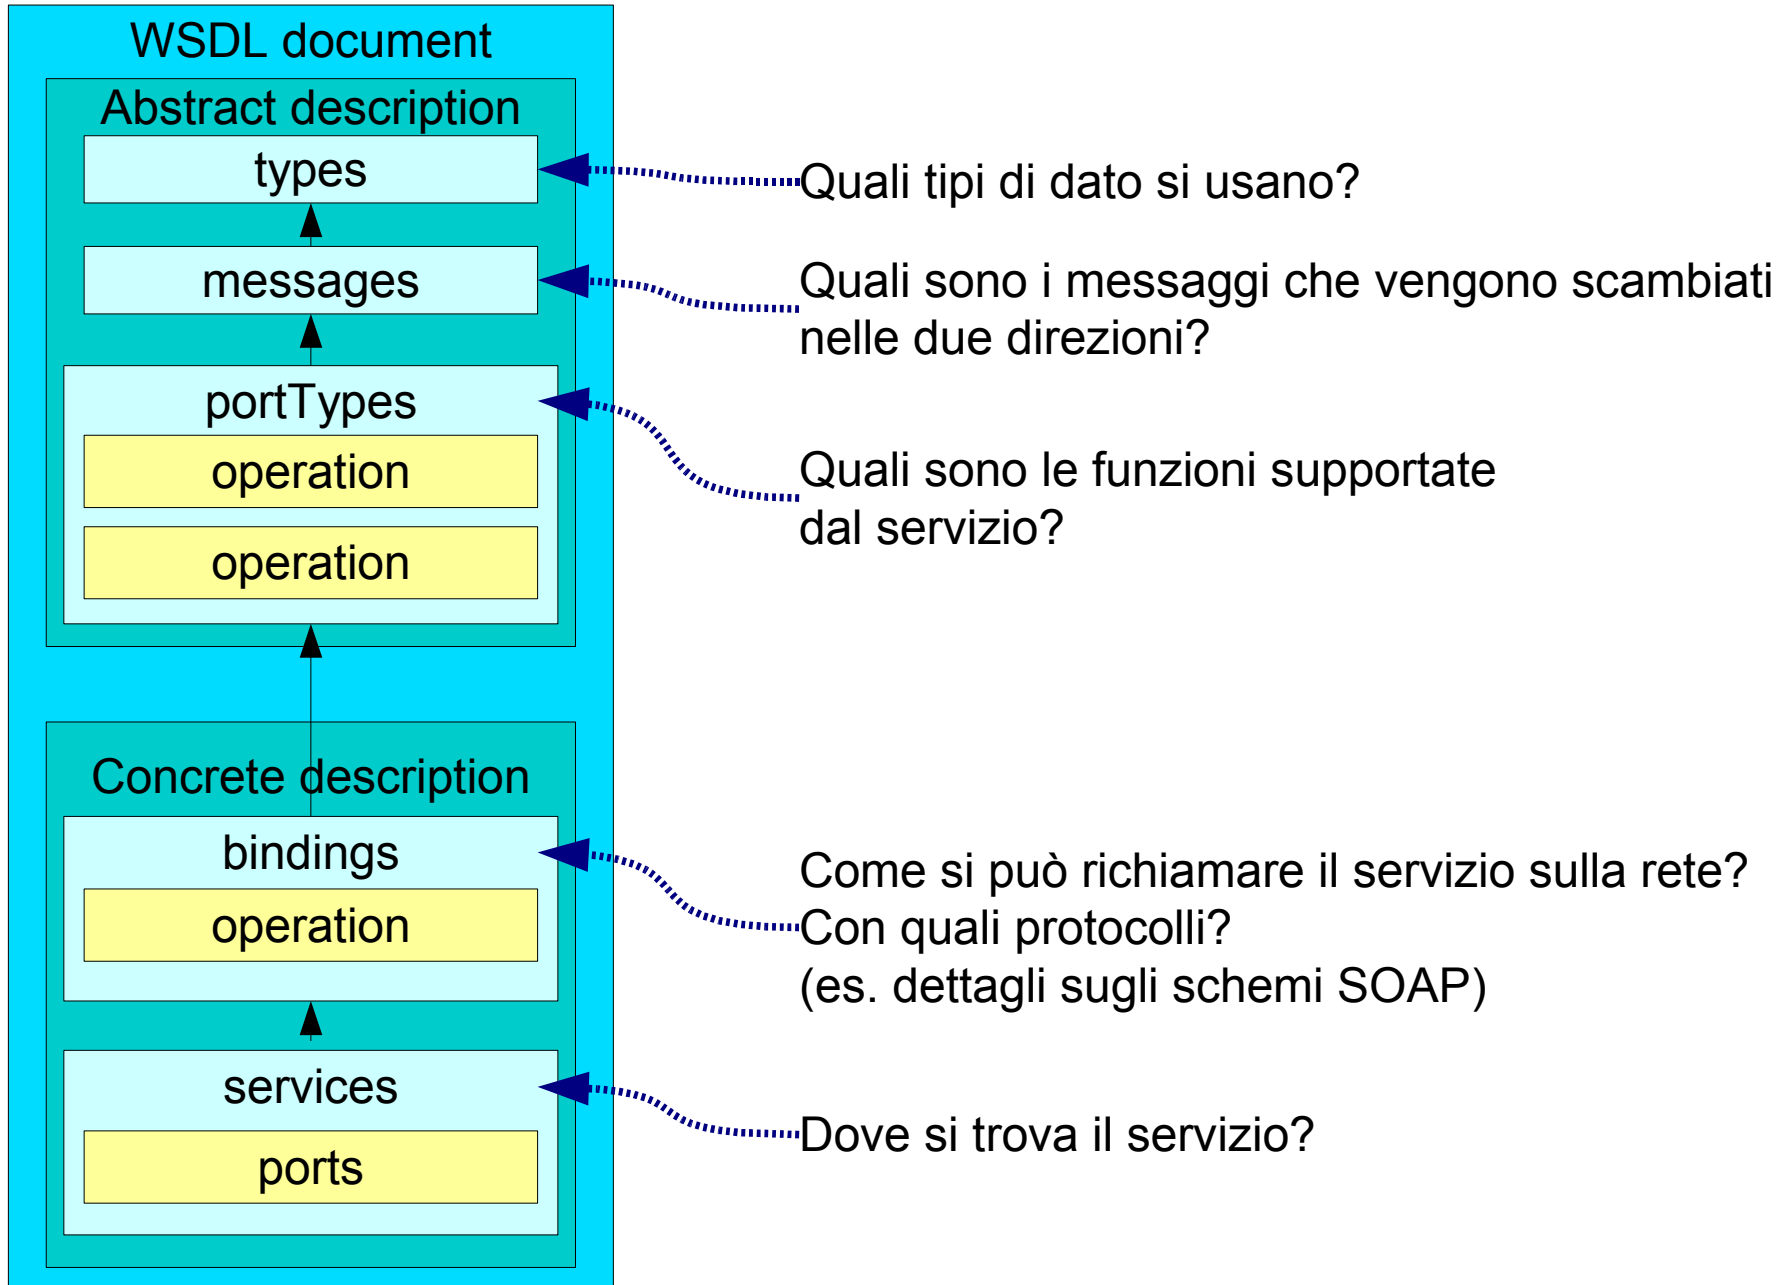 WSDL document
Abstract description
types
Quali tipi di dato si usano?
messages
Quali sono i messaggi che vengono scambiati
nelle due direzioni?
portTypes
operation
operation
Quali sono le funzioni supportate
dal servizio?
Concrete description
bindings
operation
Come si può richiamare il servizio sulla rete?
Con quali protocolli?
(es. dettagli sugli schemi SOAP)
services
ports
Dove si trova il servizio?